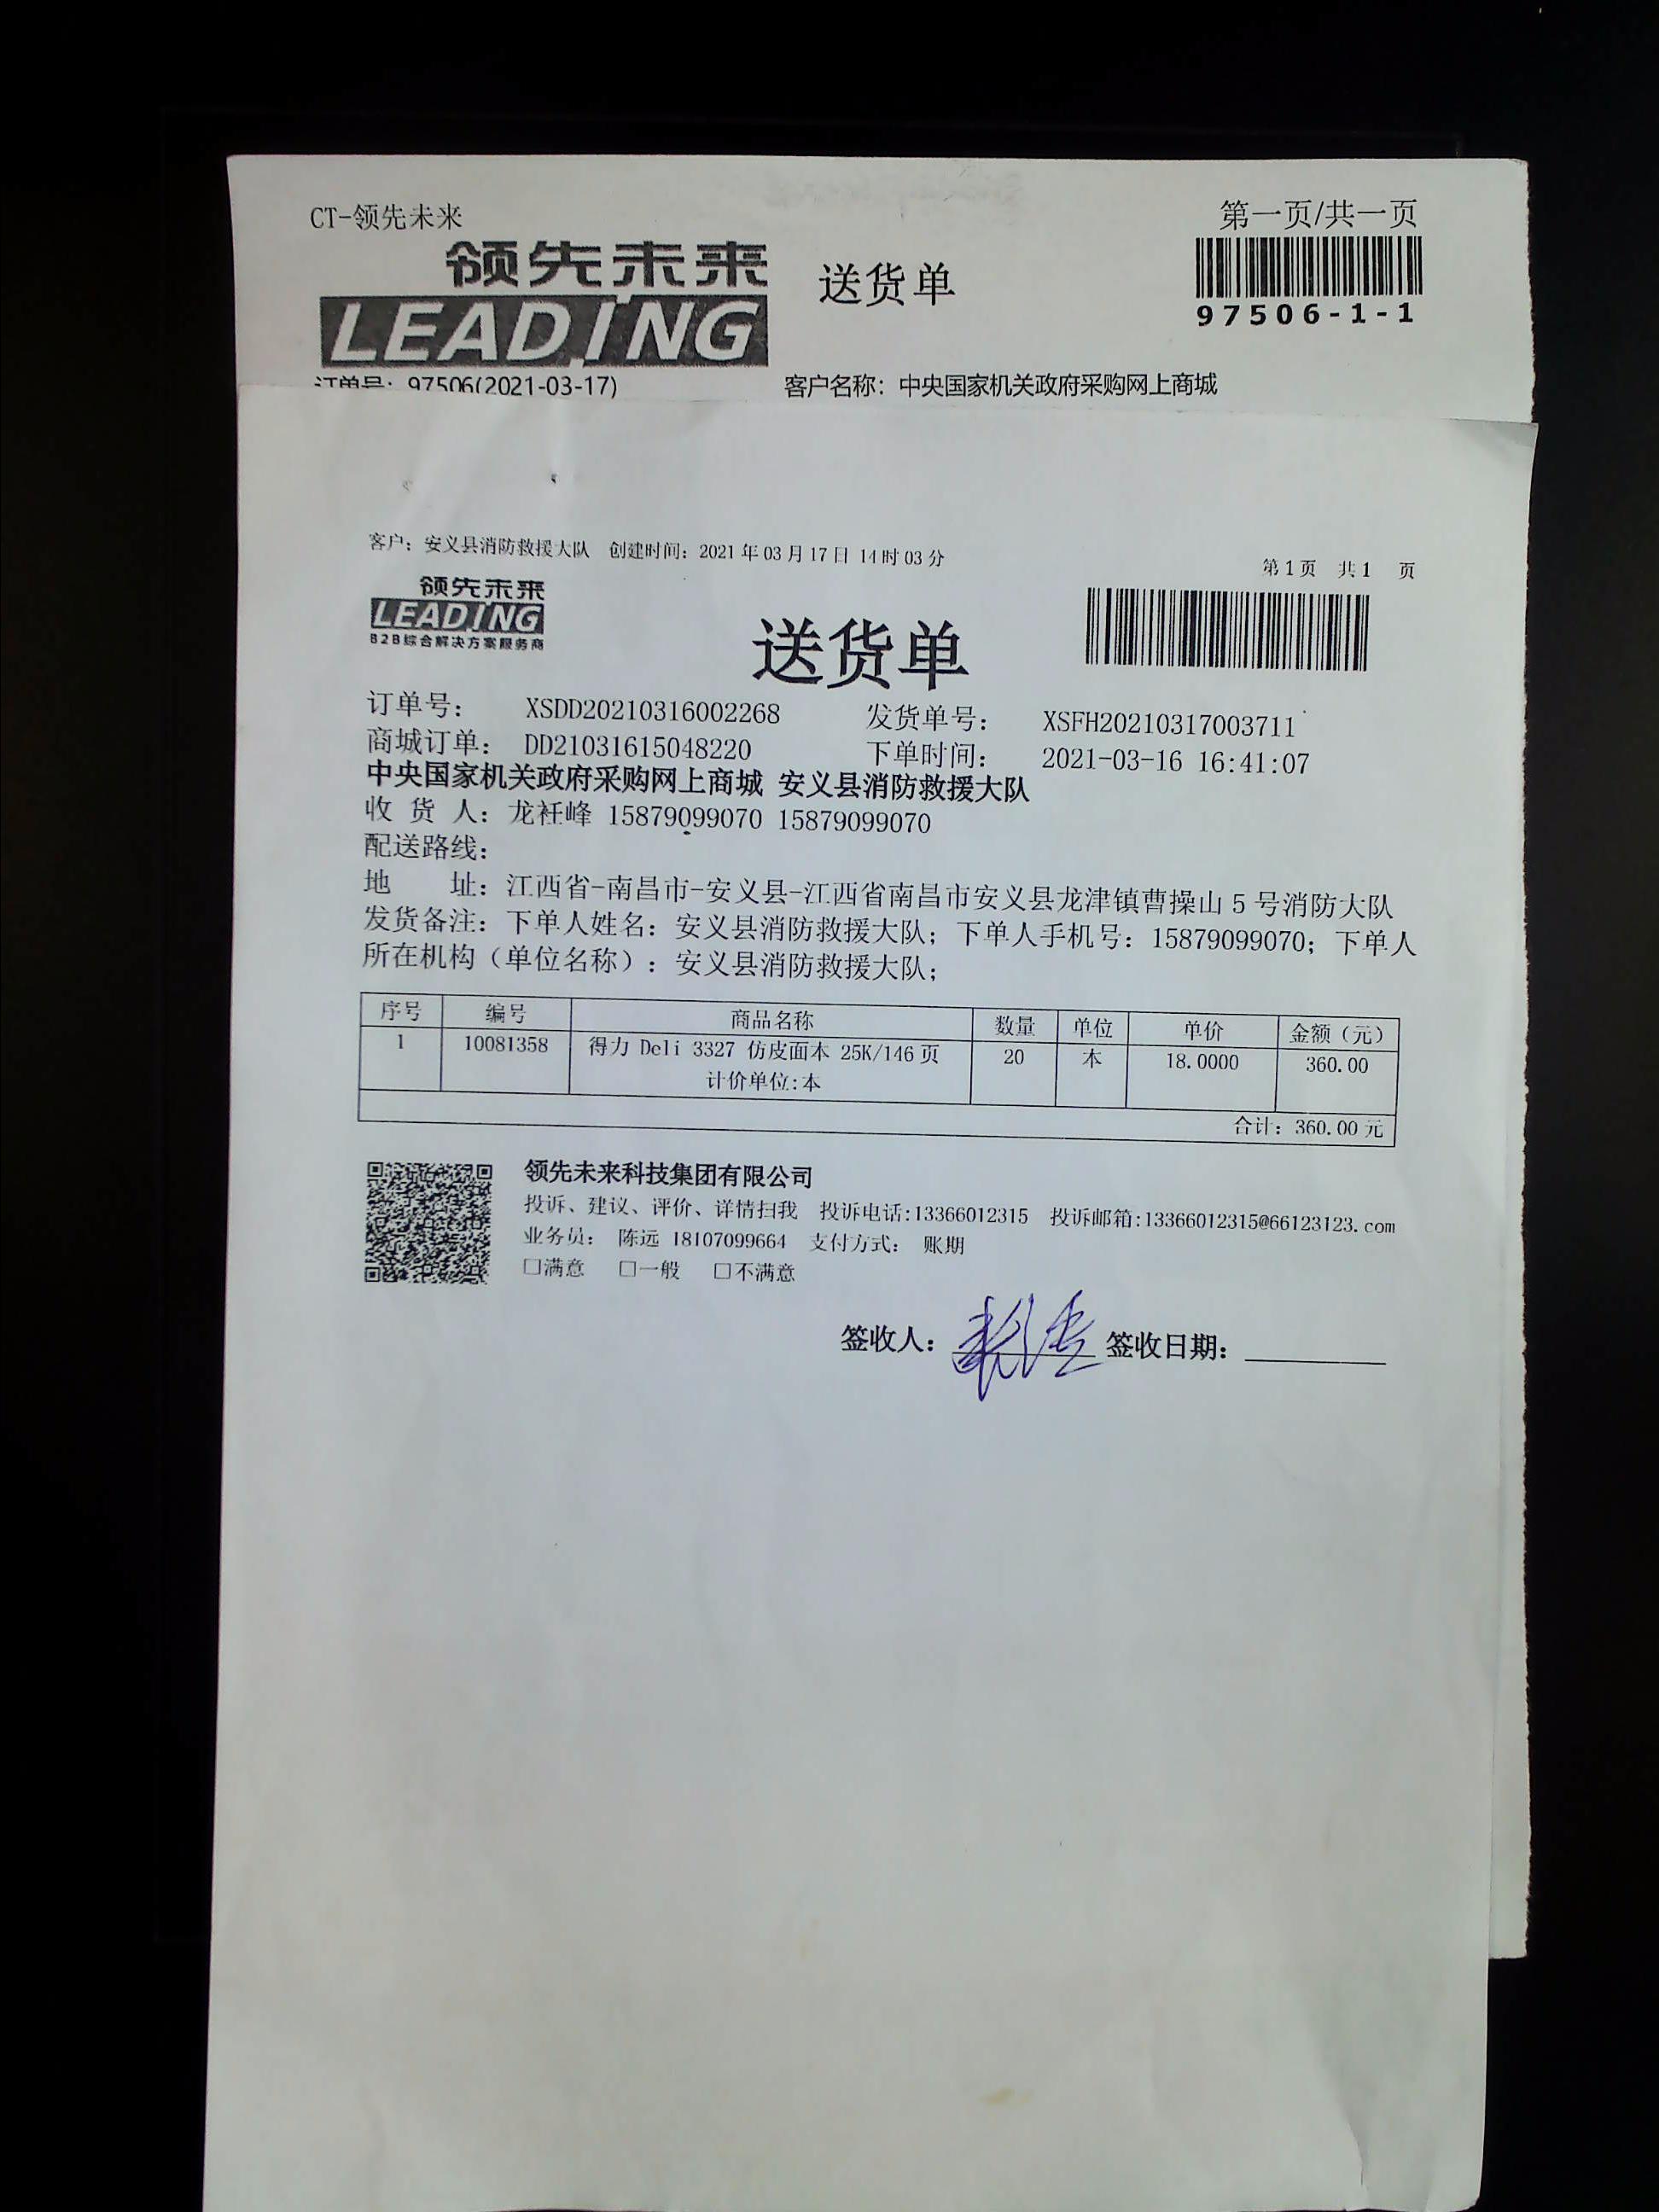 CT-领先未来
第一页/共一页
领先未来
LEADING
送货单
97506-1-1
订单号：97506(2021-03-17)
客户名称：中央国家机关政府采购网上商城
客户：安义县消防救援大队 创建时间：2021年03月17日 14时03分
第1页 共1 页
领先未来
LEADING
B2B综合解决方案服务商
送货单
订单号： XSDD20210316002268 发货单号： XSFH20210317003711
商城订单： DD21031615048220 下单时间： 2021-03-16 16:41:07
中央国家机关政府采购网上商城 安义县消防救援大队
收 货 人：龙衽峰 15879099070 15879099070
配送路线：
地 址：江西省-南昌市-安义县-江西省南昌市安义县龙津镇曹操山5号消防大队
发货备注：下单人姓名：安义县消防救援大队；下单人手机号：15879099070；下单人
所在机构（单位名称）：安义县消防救援大队；
序号 编号 商品名称 数量 单位 单价 金额（元）
1 10081358 得力 Deli 3327 仿皮面本 25K/146页 20 本 18.0000 360.00
计价单位:本
合计：360.00元
领先未来科技集团有限公司
投诉、建议、评价、详情扫我 投诉电话:13366012315 投诉邮箱:13366012315@66123123.com
业务员： 陈远 18107099664 支付方式： 账期
□满意 □一般 □不满意
签收人： 签收日期：